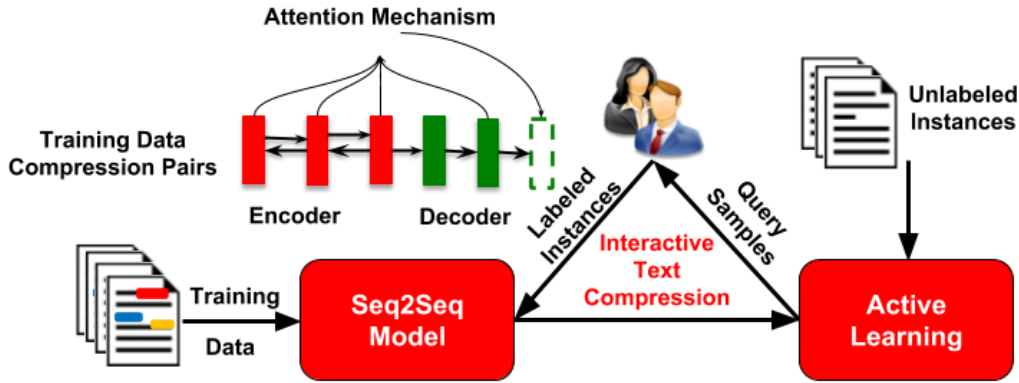 Attention Mechanism
Training Data
Compression Pairs
Encoder
Decoder
Unlabeled
Instances
Labeled
Instances
Query
Samples
Interactive
Text
Compression
Training
Data
Seq2Seq
Model
Active
Learning